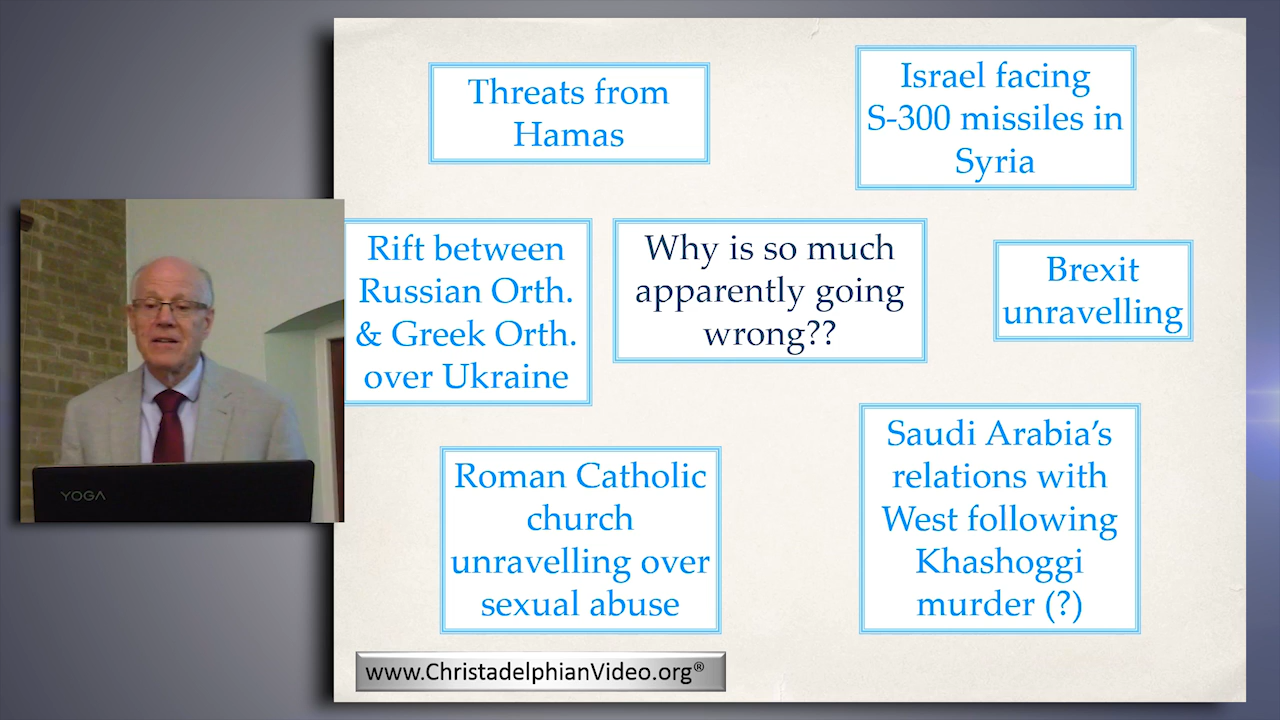 Threats from
Hamas
Israel facing
S-300 missiles in
Syria
Rift between
Russian Orth.
& Greek Orth.
over Ukraine
Why is so much
apparently going
wrong??
Brexit
unravelling
Roman Catholic
church
unravelling over
sexual abuse
Saudi Arabia’s
relations with
West following
Khashoggi
murder (?)
YOGA
www.ChristadelphianVideo.org®